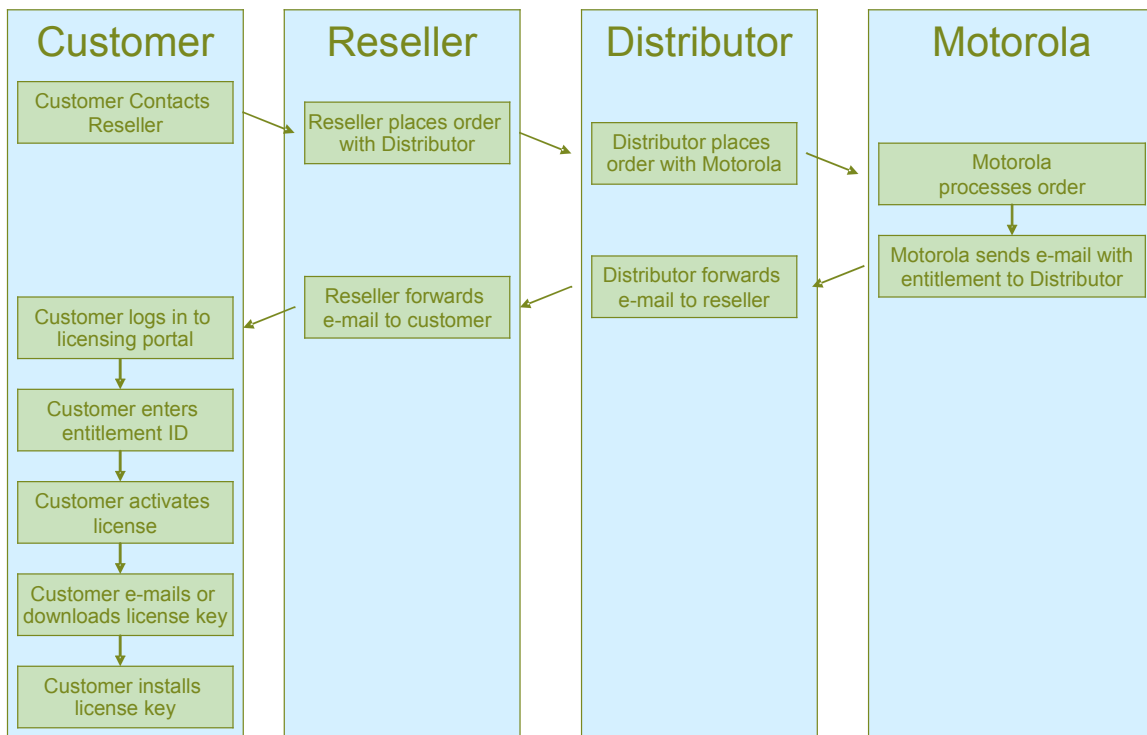 Customer
Reseller
Distributor
Motorola
Customer Contacts
Reseller
Reseller places order
with Distributor
Distributor places
order with Motorola
Motorola
processes order
Motorola sends e-mail with
entitlement to Distributor
Distributor forwards
e-mail to reseller
Reseller forwards
e-mail to customer
Customer logs in to
licensing portal
Customer enters
entitlement ID
Customer activates
license
Customer e-mails or
downloads license key
Customer installs
license key